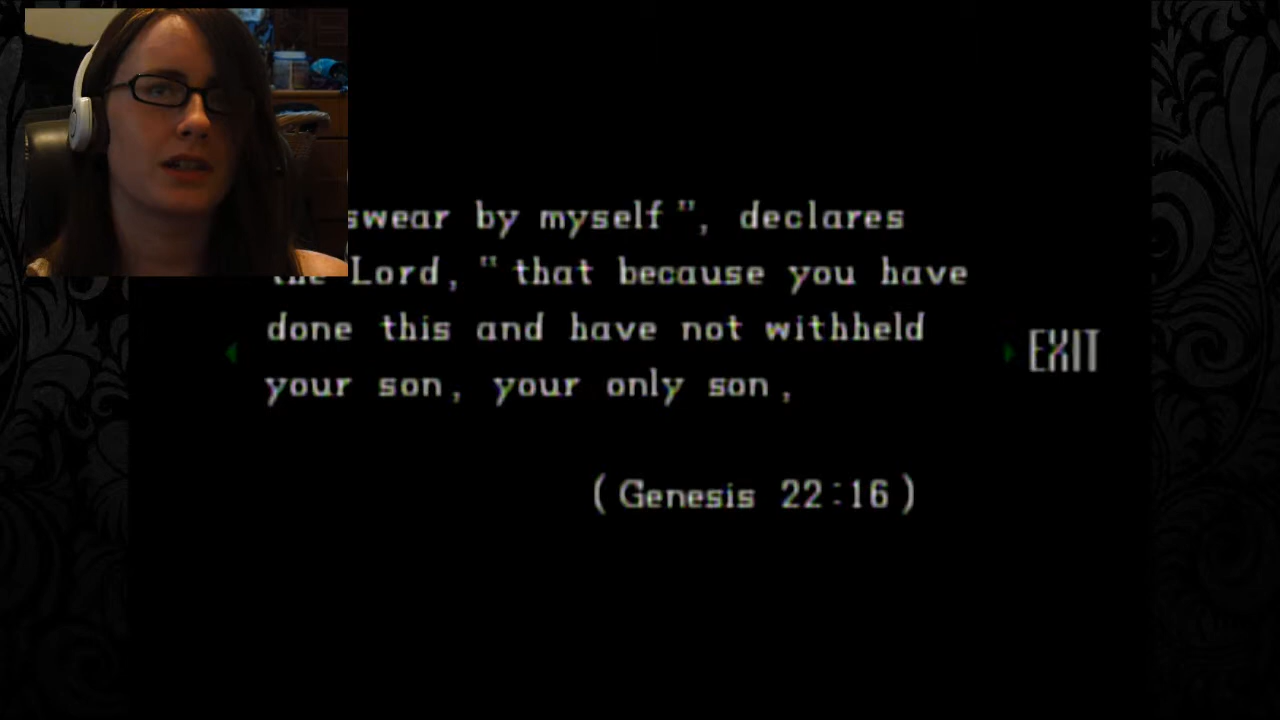 swear by myself", declares
the Lord, "that because you have
done this and have not withheld
your son, your only son,
EXIT
(Genesis 22:16)